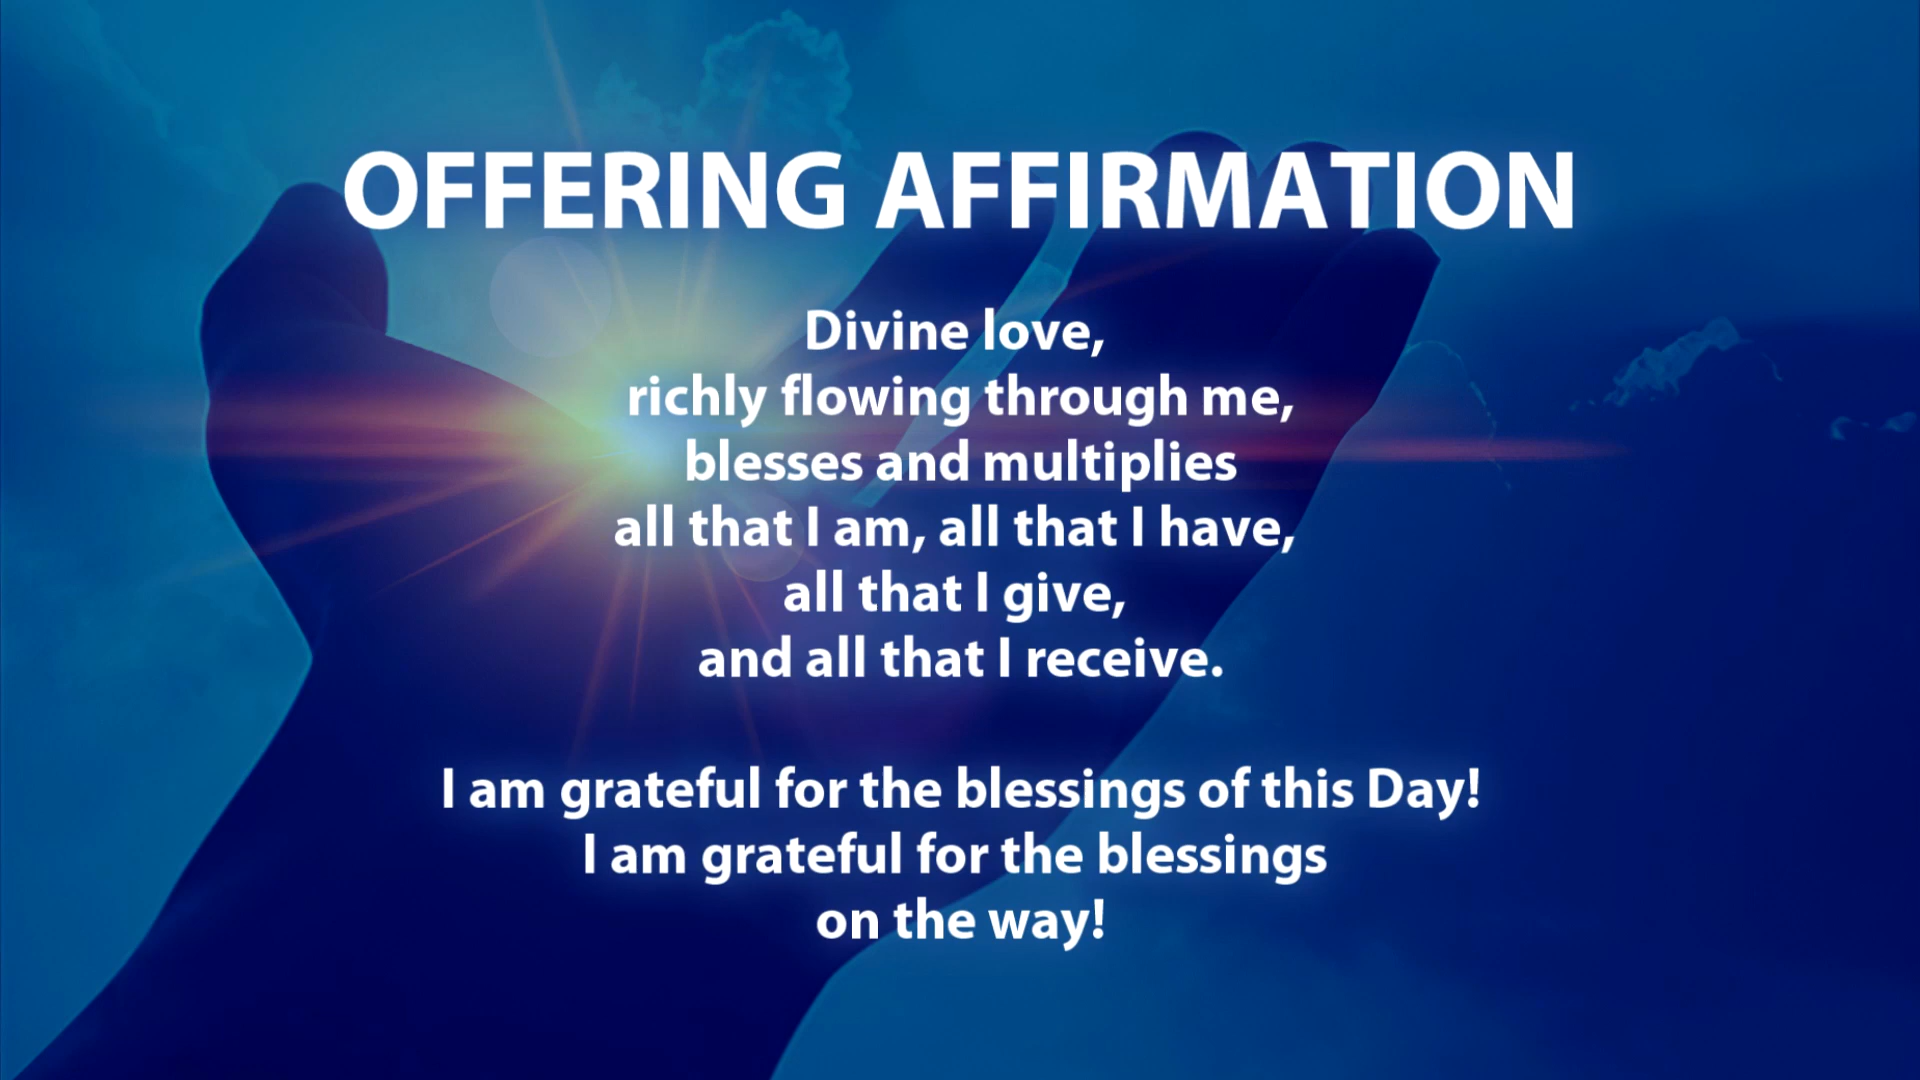 OFFERING AFFIRMATION
Divine love,
richly flowing through me,
blesses and multiplies
all that I am, all that I have,
all that I give,
and all that I receive.
I am grateful for the blessings of this Day!
I am grateful for the blessings
on the way!